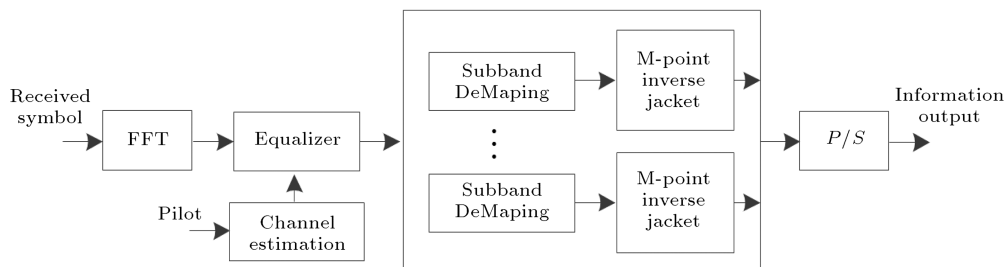 Received
symbol
FFT
Equalizer
Pilot
Channel
estimation
Subband
DeMaping
M-point
inverse
jacket
Subband
DeMaping
M-point
inverse
jacket
P/S
Information
output